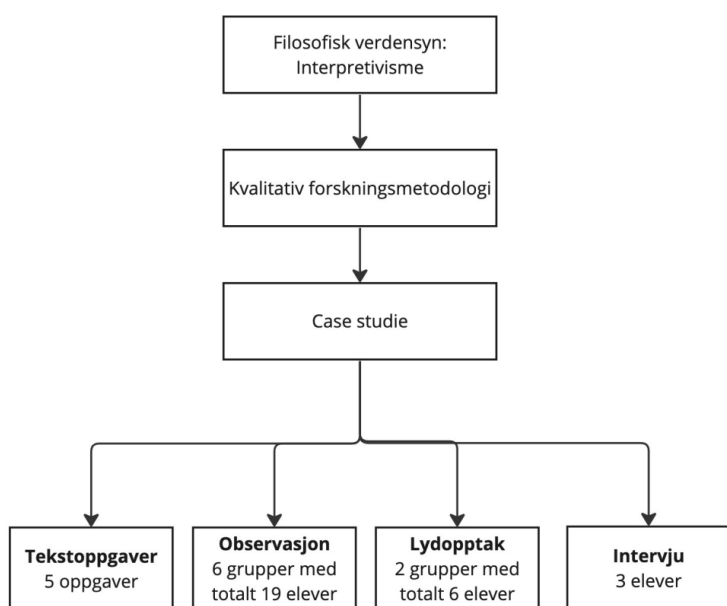 Filosofisk verdensyn:
Interpretivisme
Kvalitativ forskningsmetodologi
Case studie
Tekstoppgaver
5 oppgaver
Observasjon
6 grupper med
totalt 19 elever
Lydopptak
2 grupper med
totalt 6 elever
Intervju
3 elever